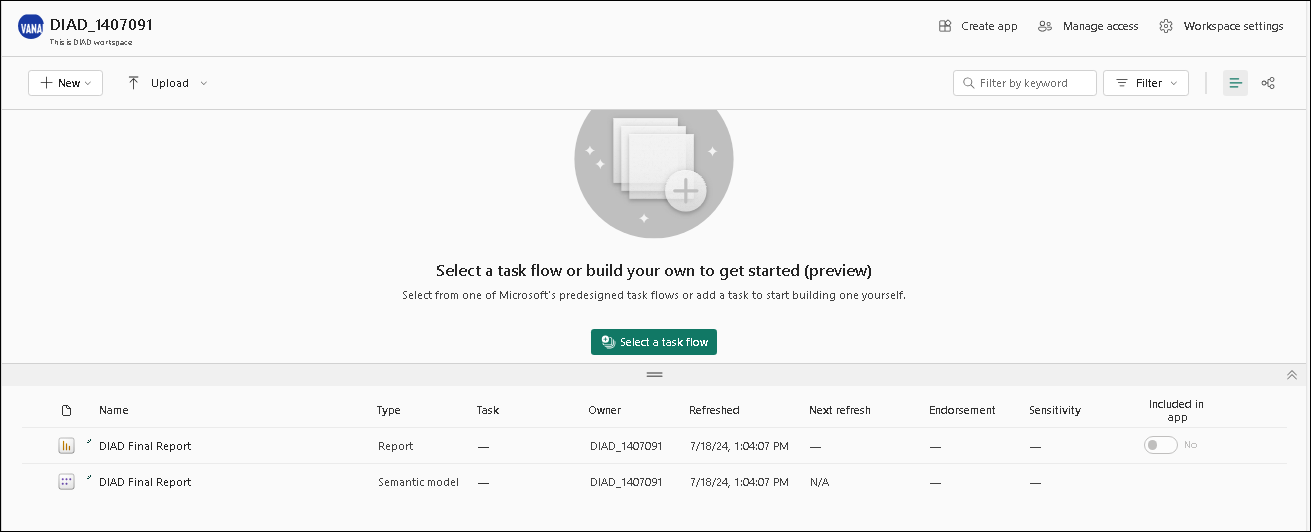 VANA
DIAD_1407091
This is DIAD workspace
Create app
Manage access
Workspace settings
New
Upload
Filter by keyword
Filter
Select a task flow or build your own to get started (preview)
Select from one of Microsoft's predesigned task flows or add a task to start building one yourself.
Select a task flow
Name Type Task Owner Refreshed Next refresh Endorsement Sensitivity Included in app
DIAD Final Report Report — DIAD_1407091 7/18/24, 1:04:07 PM — — — No
DIAD Final Report Semantic model — DIAD_1407091 7/18/24, 1:04:07 PM N/A — —